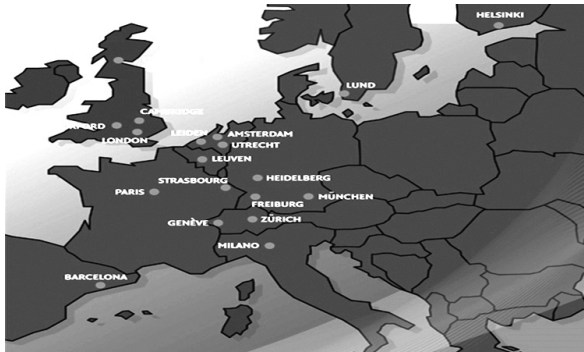 HELSINKI
LUND
CAMBRIDGE
LONDON
LEIDEN
AMSTERDAM
UTRECHT
LEUVEN
STRASBOURG
HEIDELBERG
PARIS
FREIBURG
MÜNCHEN
GENÈVE
ZÜRICH
MILANO
BARCELONA